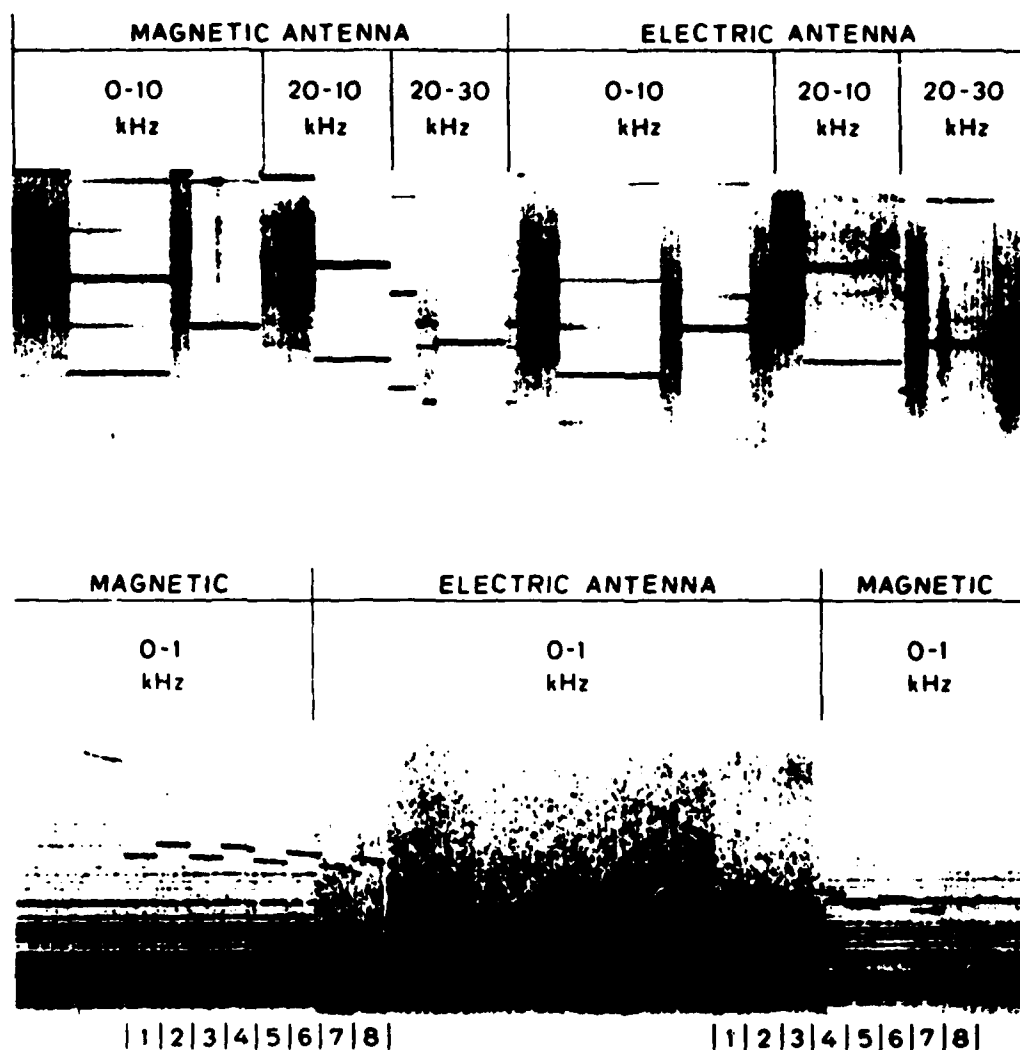 MAGNETIC ANTENNA ELECTRIC ANTENNA
0-10 20-10 20-30 0-10 20-10 20-30
kHz kHz kHz kHz kHz kHz
MAGNETIC ELECTRIC ANTENNA MAGNETIC
0-1 0-1 0-1
kHz kHz kHz
|1|2|3|4|5|6|7|8| |1|2|3|4|5|6|7|8|